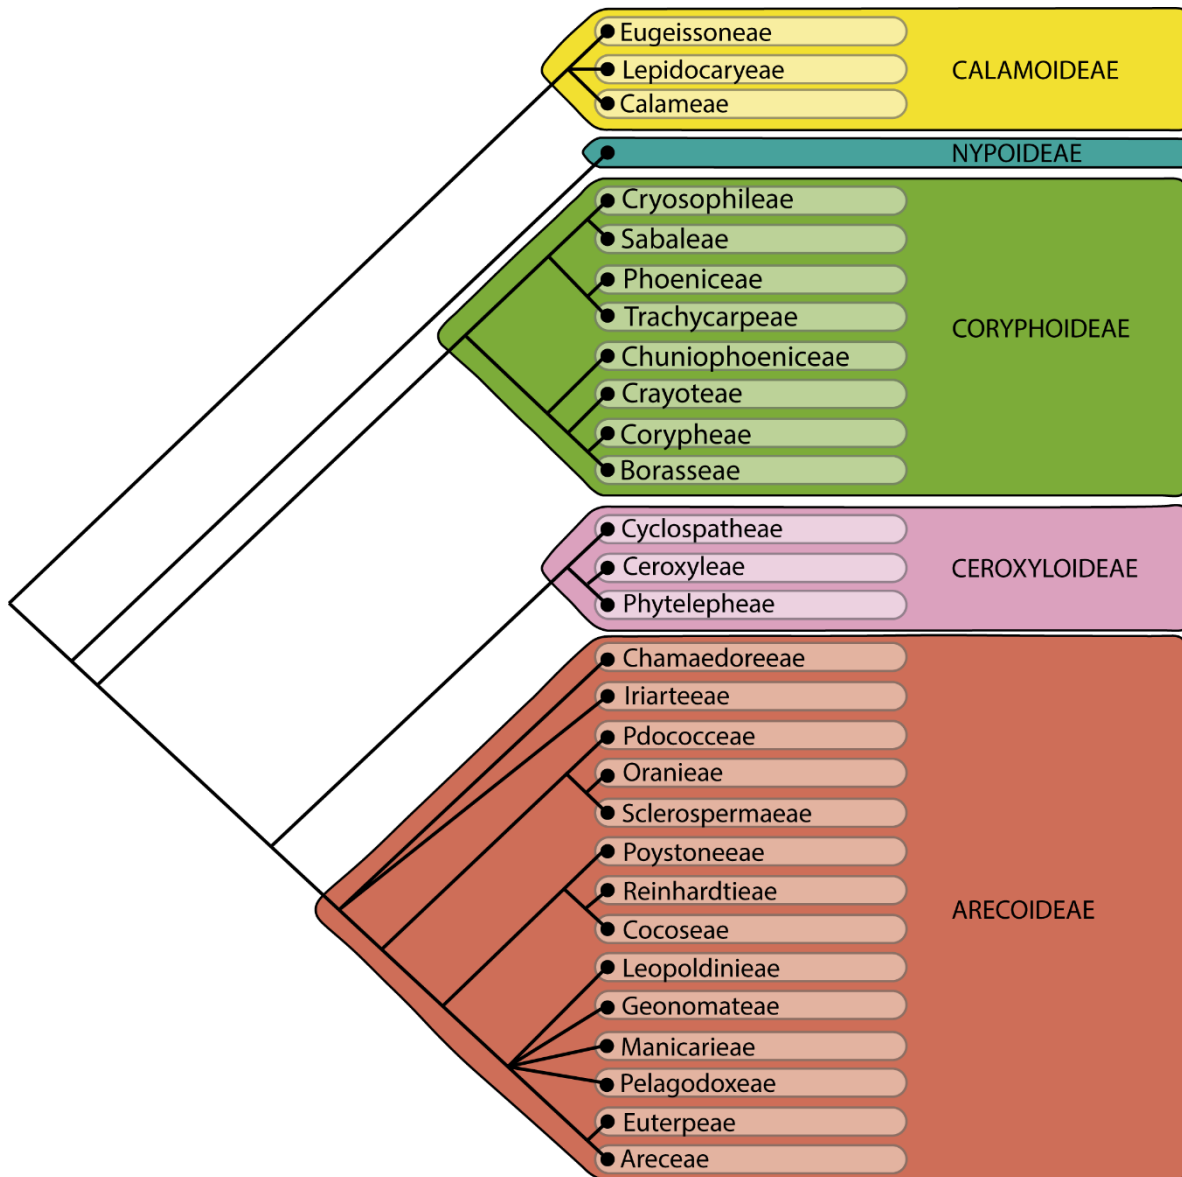 Eugeissoneae
Lepidocaryeae
Calameae
CALAMOIDEAE
NYPOIDEAE
Cryosophileae
Sabaleae
Phoeniceae
Trachycarpeae
Chuniophoeniceae
Crayoteae
Corypheae
Borasseae
CORYPHOIDEAE
Cyclospatheae
Ceroxyleae
Phytelepheae
CEROXYLOIDEAE
Chamaedoreeae
Iriarteeae
Pdococceae
Oranieae
Sclerospermaeae
Poystoneeae
Reinhardtieae
Cocoseae
Leopoldinieae
Geonomateae
Manicarieae
Pelagodoxeae
Euterpeae
Areceae
ARECOIDEAE